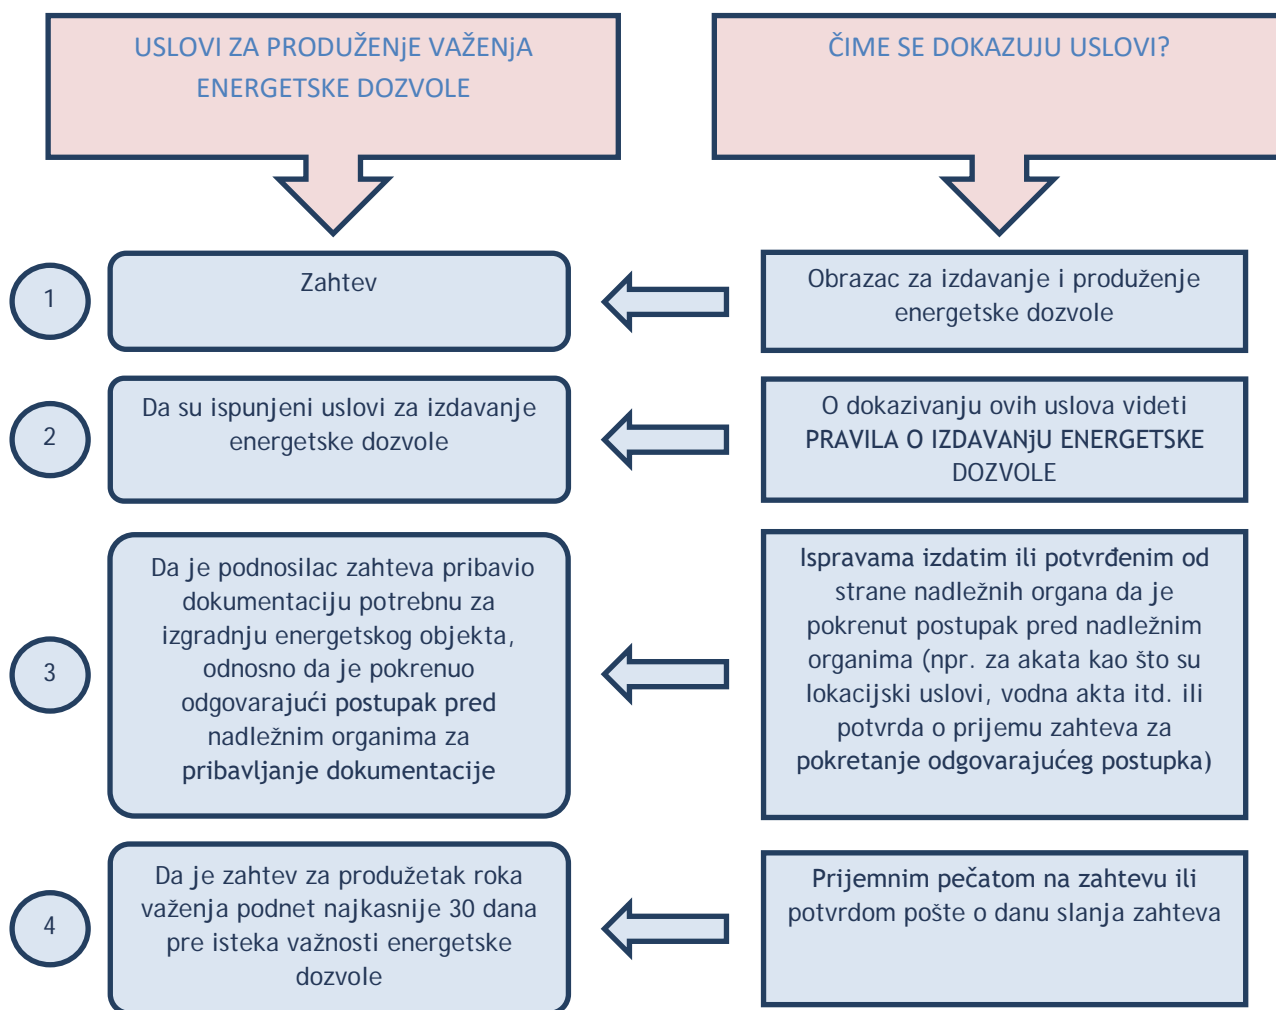 USLOVI ZA PRODUŽENjE VAŽENjA
ENERGETSKE DOZVOLE
ČIME SE DOKAZUJU USLOVI?
1
Zahtev
Obrazac za izdavanje i produženje
energetske dozvole
2
Da su ispunjeni uslovi za izdavanje
energetske dozvole
O dokazivanju ovih uslova videti
PRAVILA O IZDAVANjU ENERGETSKE
DOZVOLE
3
Da je podnosilac zahteva pribavio
dokumentaciju potrebnu za
izgradnju energetskog objekta,
odnosno da je pokrenuo
odgovarajući postupak pred
nadležnim organima za
pribavljanje dokumentacije
Ispravama izdatim ili potvrđenim od
strane nadležnih organa da je
pokrenut postupak pred nadležnim
organima (npr. za akata kao što su
lokacijski uslovi, vodna akta itd. ili
potvrda o prijemu zahteva za
pokretanje odgovarajućeg postupka)
4
Da je zahtev za produžetak roka
važenja podnet najkasnije 30 dana
pre isteka važnosti energetske
dozvole
Prijemnim pečatom na zahtevu ili
potvrdom pošte o danu slanja zahteva